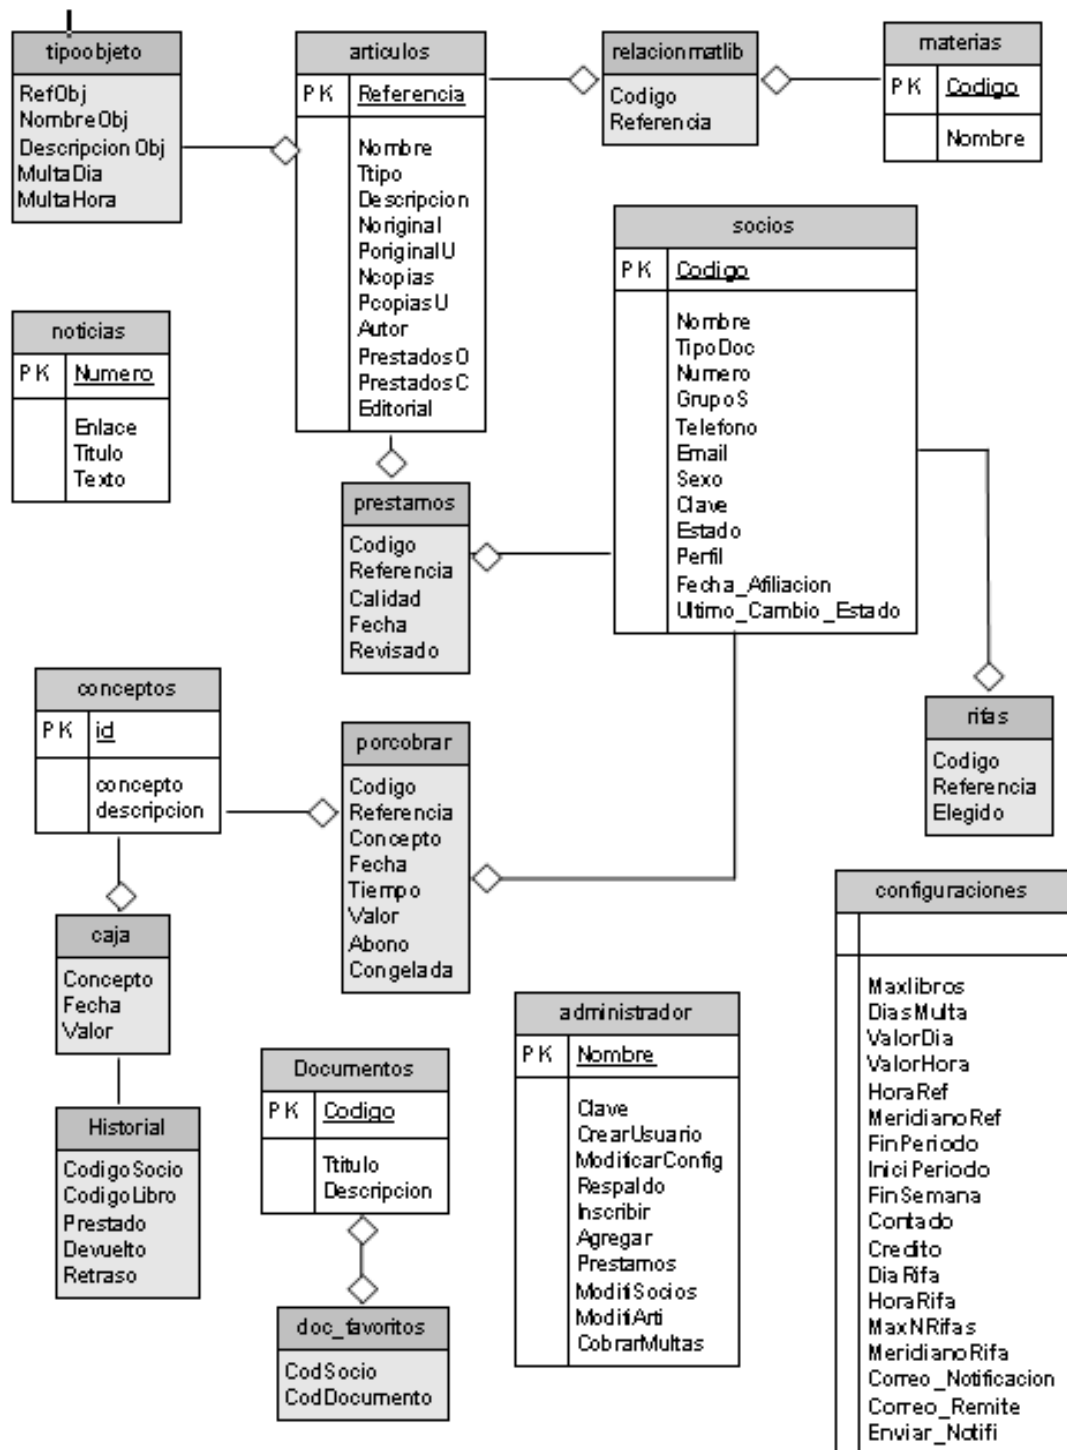 tipoobjeto
RefObj
NombreObj
Descripcion Obj
MultaDia
MultaHora
articulos
PK Referencia
Nombre
Ttipo
Descripcion
Noriginal
PoriginalU
Ncopias
PcopiasU
Autor
PrestadosO
PrestadosC
Editorial
relacionmatlib
Codigo
Referencia
materias
PK Codigo
Nombre
noticias
PK Numero
Enlace
Titulo
Texto
socios
PK Codigo
Nombre
TipoDoc
Numero
GrupoS
Telefono
Email
Sexo
Clave
Estado
Perfil
Fecha_Afiliacion
Ultimo_Cambio_Estado
prestamos
Codigo
Referencia
Calidad
Fecha
Revisado
conceptos
PK id
concepto
descripcion
porcobrar
Codigo
Referencia
Concepto
Fecha
Tiempo
Valor
Abono
Congelada
rifas
Codigo
Referencia
Elegido
caja
Concepto
Fecha
Valor
Historial
CodigoSocio
CodigoLibro
Prestado
Devuelto
Retraso
Documentos
PK Codigo
Ttitulo
Descripcion
doc_favoritos
CodSocio
CodDocumento
administrador
PK Nombre
Clave
CrearUsuario
ModificarConfig
Respaldo
Inscribir
Agregar
Prestamos
ModifiSocios
ModifiArti
CobrarMultas
configuraciones
Maxlibros
DiasMulta
ValorDia
ValorHora
HoraRef
MeridianoRef
FinPeriodo
IniciPeriodo
FinSemana
Contado
Credito
DiaRifa
HoraRifa
MaxNRifas
MeridianoRifa
Correo_Notificacion
Correo_Remite
Enviar_Notifi